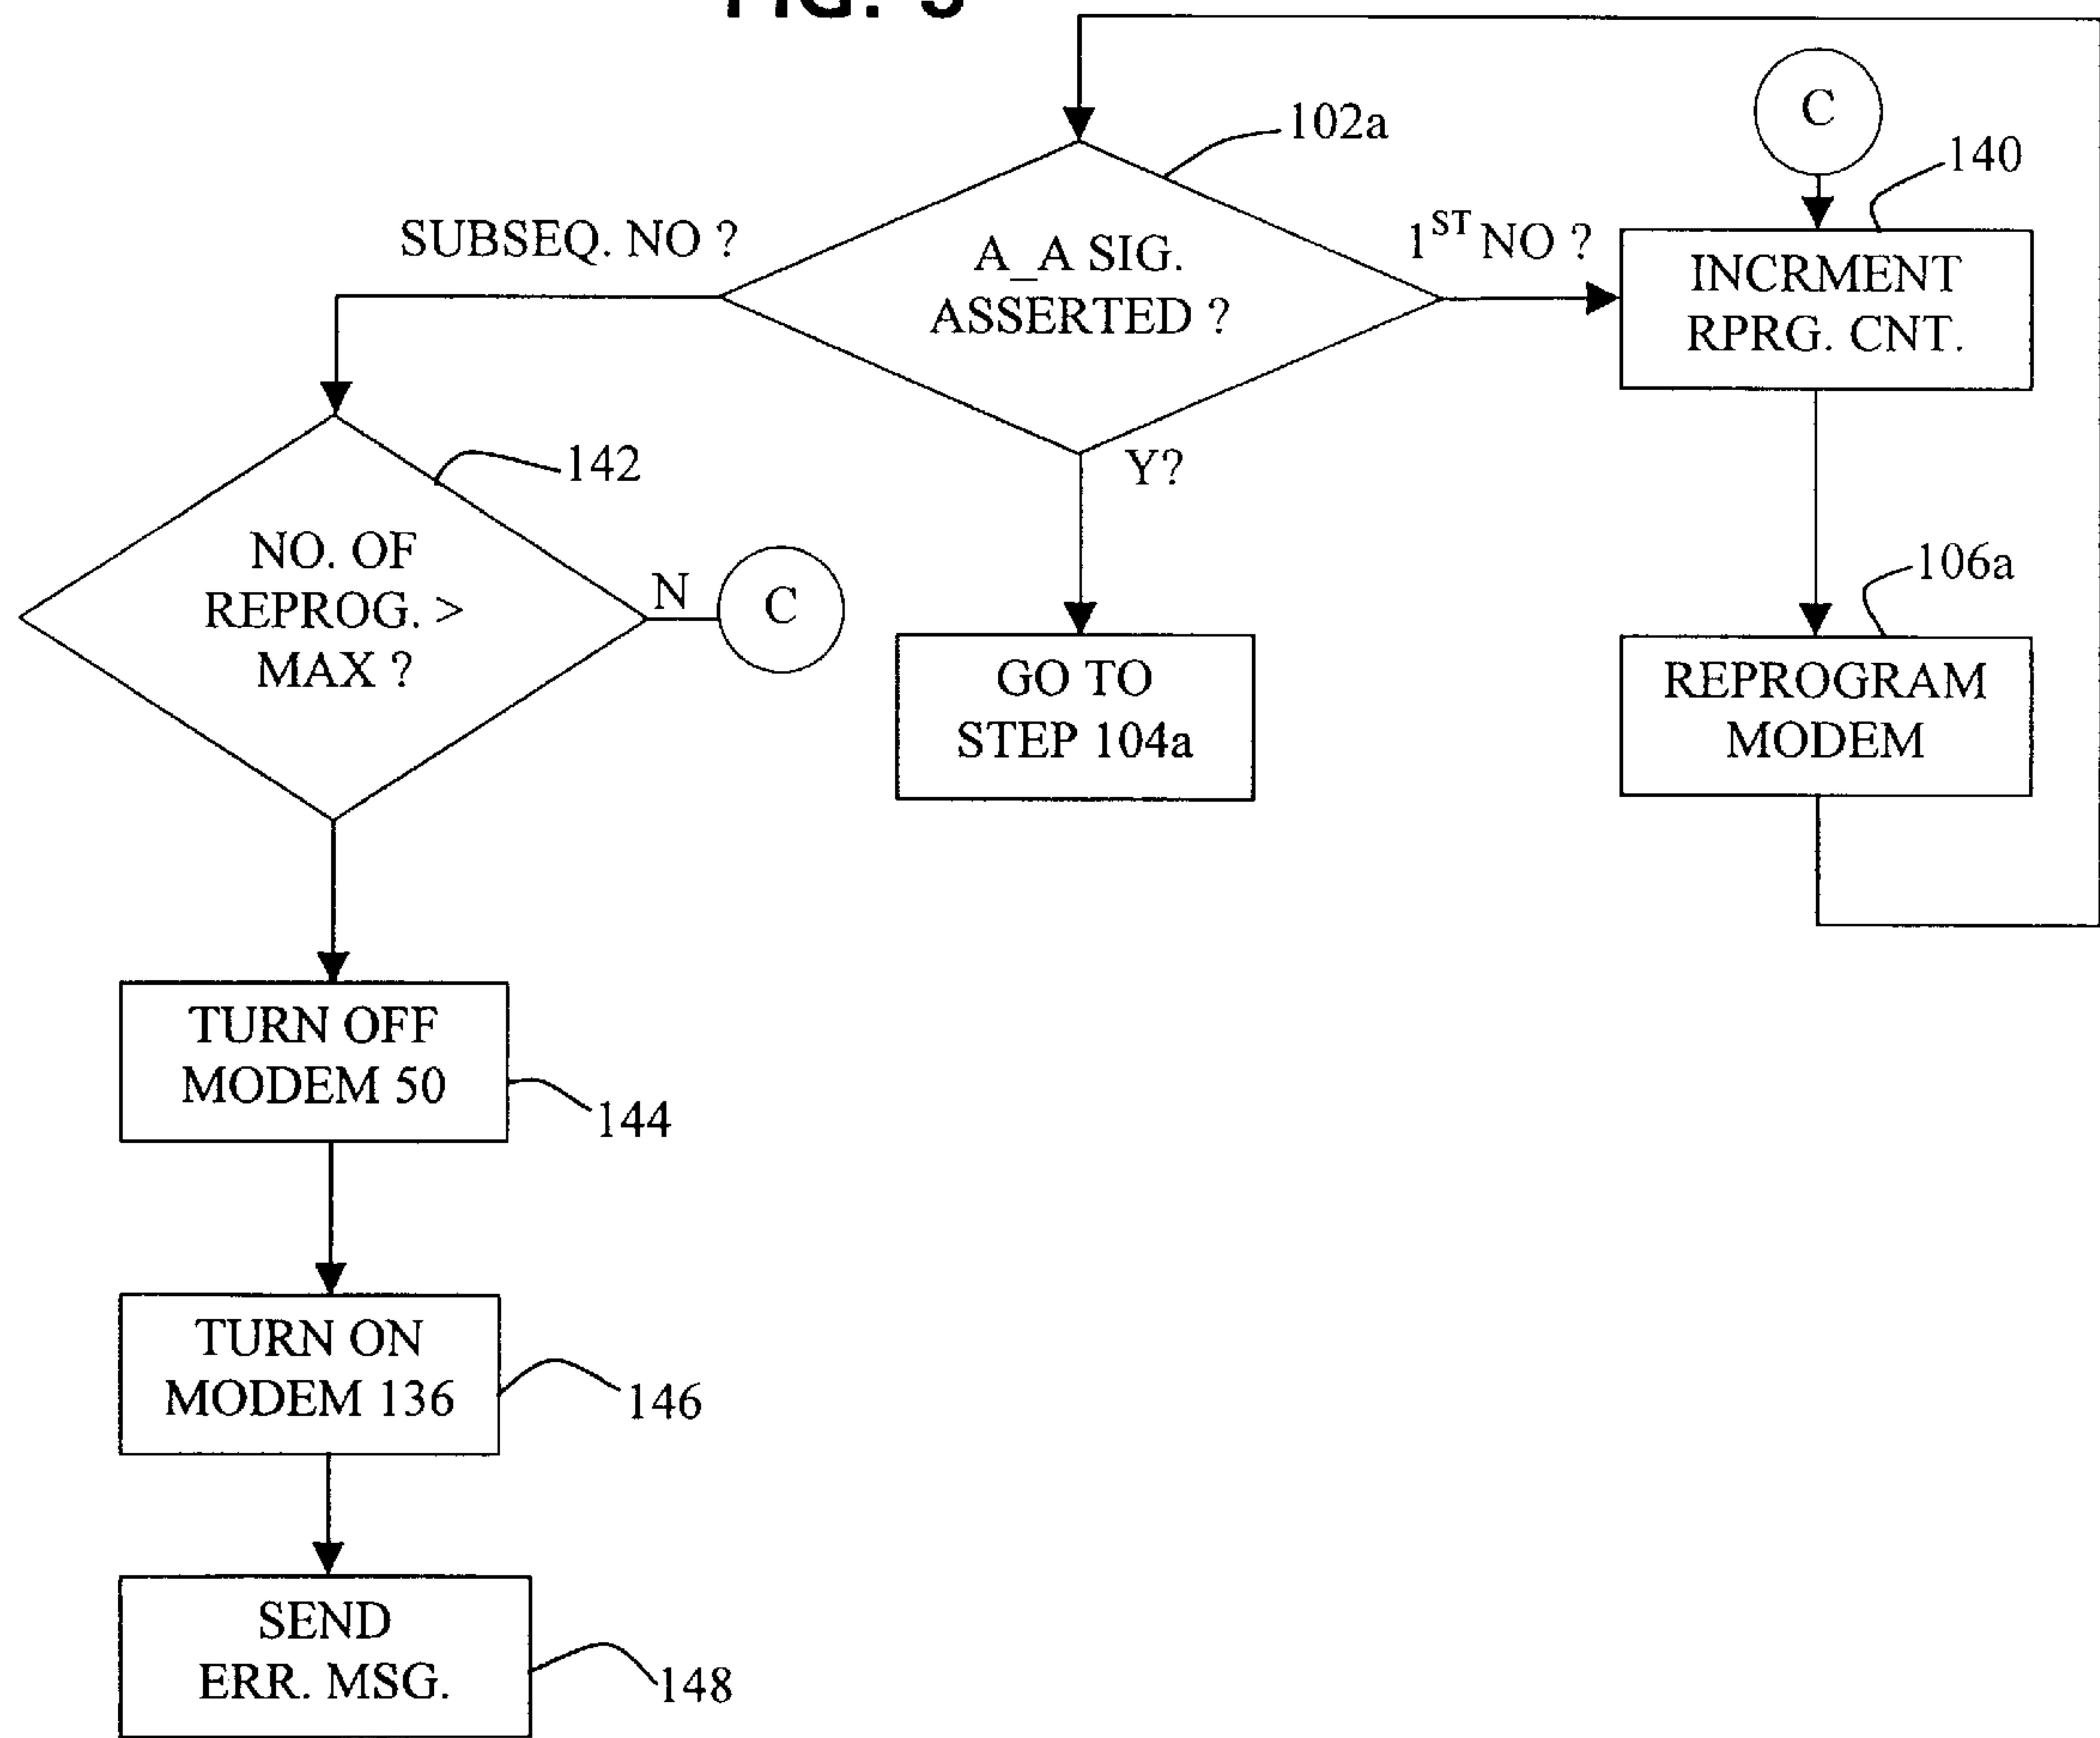 C
102a
140
SUBSEQ. NO ?
A_A SIG.
ASSERTED ?
1ST NO ?
INCRMENT
RPRG. CNT.
Y?
142
NO. OF
REPROG. >
MAX ?
N
C
GO TO
STEP 104a
106a
REPROGRAM
MODEM
TURN OFF
MODEM 50
144
TURN ON
MODEM 136
146
SEND
ERR. MSG.
148